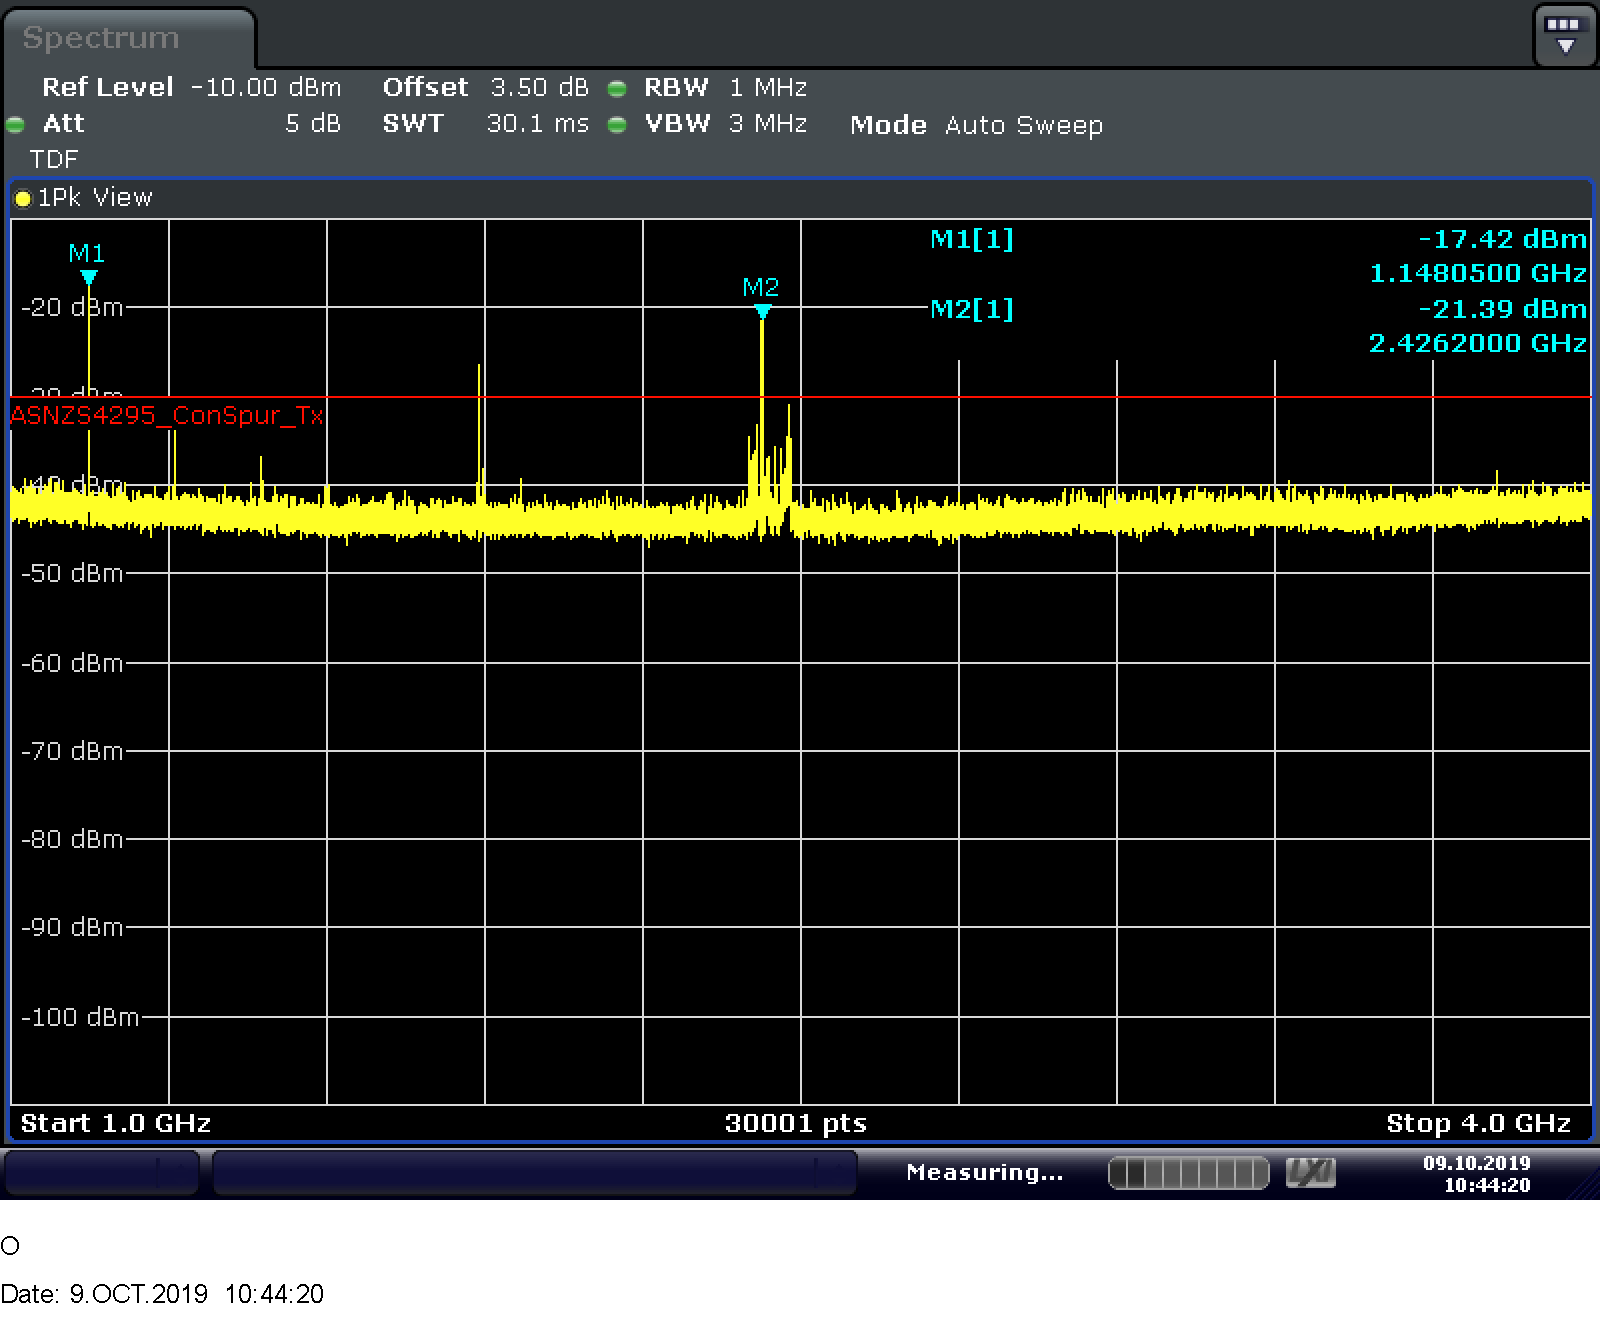 Spectrum
Ref Level -10.00 dBm Offset 3.50 dB RBW 1 MHz
Att 5 dB SWT 30.1 ms VBW 3 MHz Mode Auto Sweep
TDF
1Pk View
M1[1] -17.42 dBm
M1
1.1480500 GHz
M2
-20 dBm
M2[1] -21.39 dBm
2.4262000 GHz
-30 dBm
ASNZS4295_ConSpur_Tx
-40 dBm
-50 dBm
-60 dBm
-70 dBm
-80 dBm
-90 dBm
-100 dBm
Start 1.0 GHz 30001 pts Stop 4.0 GHz
Measuring... LXI 09.10.2019
10:44:20
O
Date: 9.OCT.2019 10:44:20